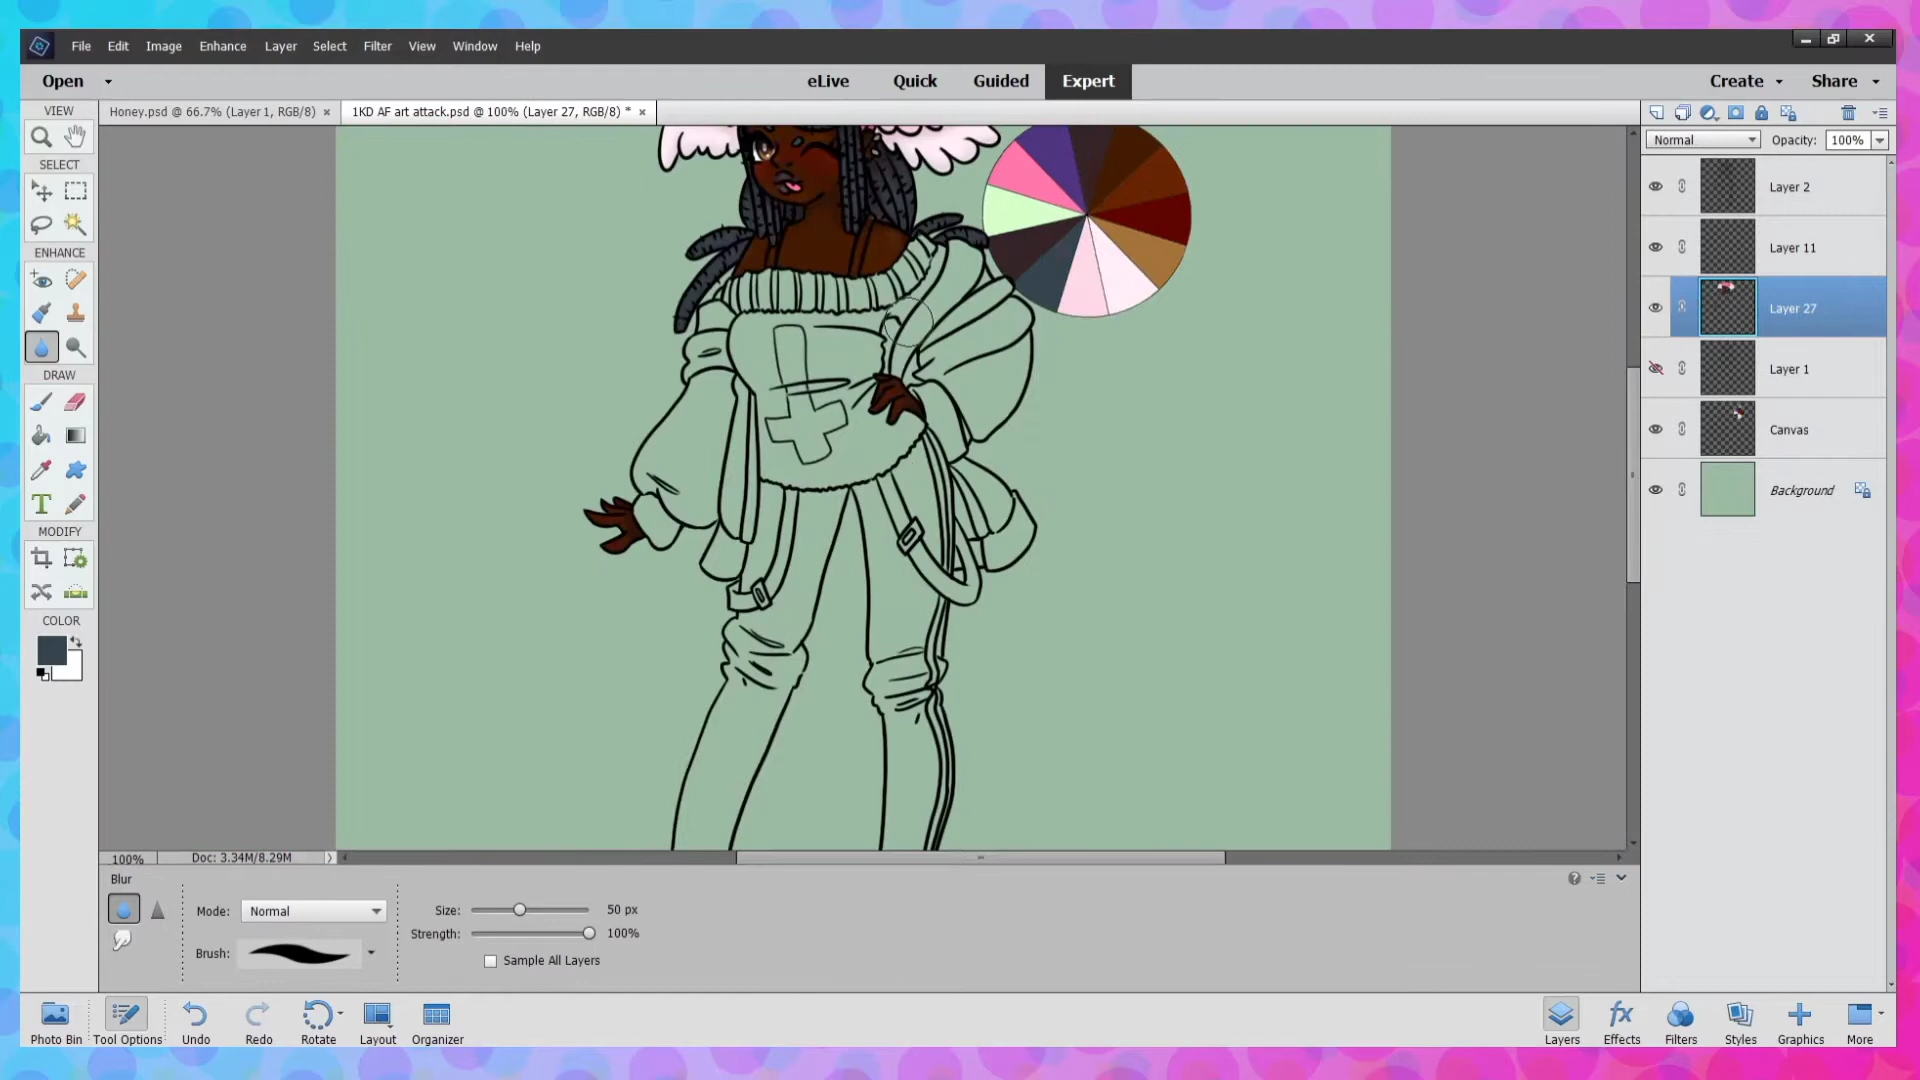 File Edit Image Enhance Layer Select Filter View Window Help
Open eLive Quick Guided Expert Create Share
VIEW
Honey.psd @ 66.7% (Layer 1, RGB/8) × 1KD AF art attack.psd @ 100% (Layer 27, RGB/8) * ×
Normal Opacity: 100%
SELECT
Layer 2
Layer 11
ENHANCE
Layer 27
Layer 1
DRAW
Canvas
Background
T
MODIFY
COLOR
100% Doc: 3.34M/8.29M
Blur
Mode: Normal Size: 50 px
Strength: 100%
Brush:
Sample All Layers
fx
Photo Bin Tool Options Undo Redo Rotate Layout Organizer Layers Effects Filters Styles Graphics More